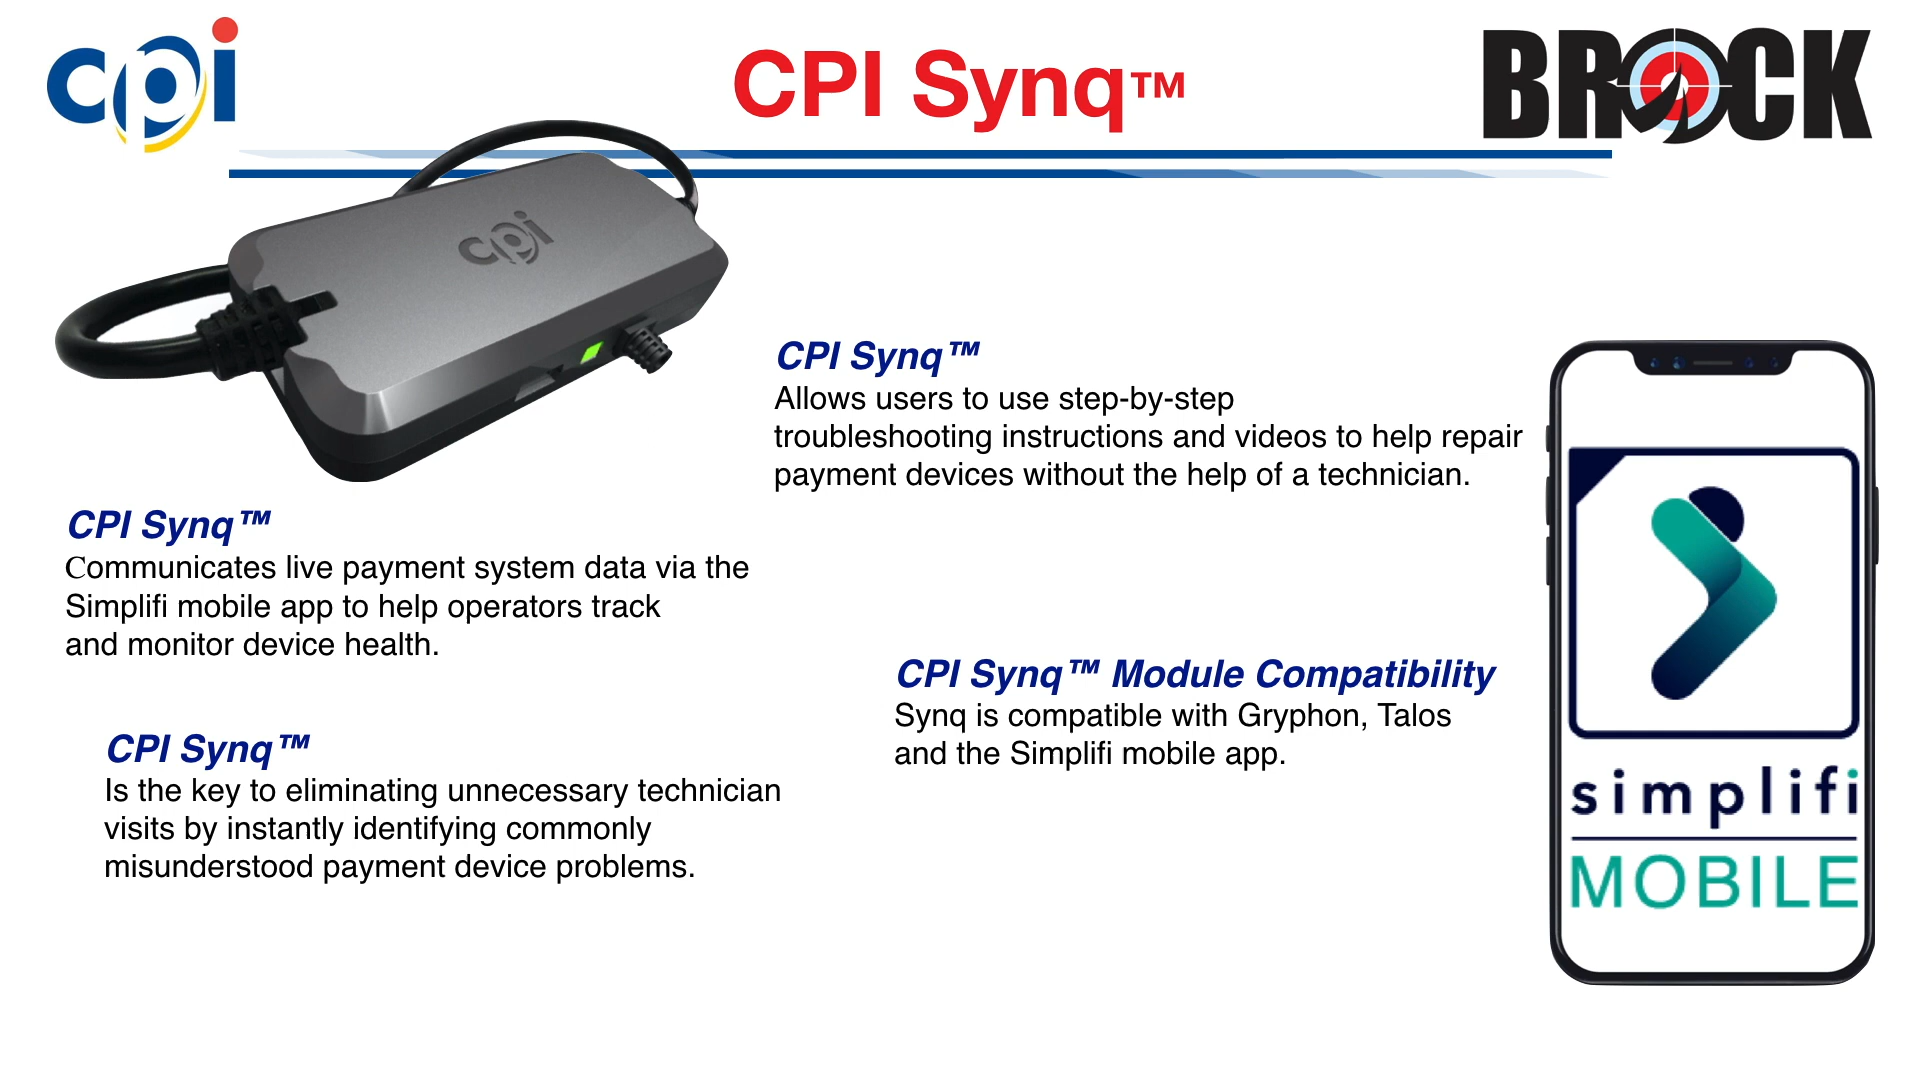 cpi
CPI Synq™
BROCK
cpi
CPI Synq™
Allows users to use step-by-step
troubleshooting instructions and videos to help repair
payment devices without the help of a technician.
CPI Synq™
Communicates live payment system data via the
Simplifi mobile app to help operators track
and monitor device health.
CPI Synq™ Module Compatibility
Synq is compatible with Gryphon, Talos
and the Simplifi mobile app.
CPI Synq™
Is the key to eliminating unnecessary technician
visits by instantly identifying commonly
misunderstood payment device problems.
simplifi
MOBILE